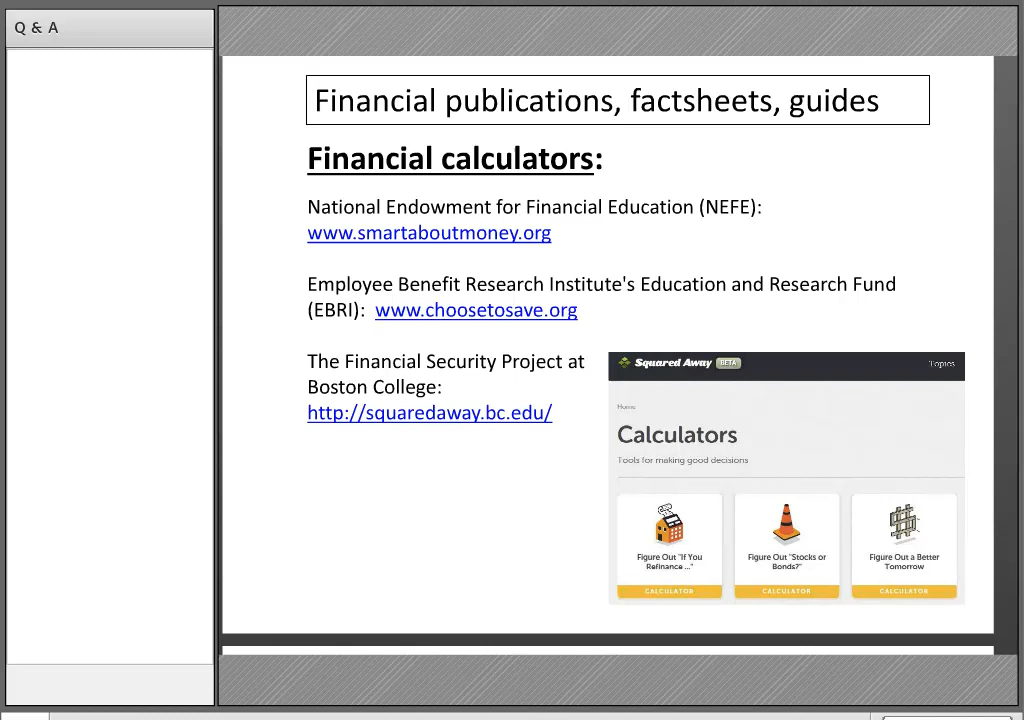 Q & A
Financial publications, factsheets, guides
Financial calculators:
National Endowment for Financial Education (NEFE):
www.smartaboutmoney.org
Employee Benefit Research Institute's Education and Research Fund
(EBRI):  www.choosetosave.org
The Financial Security Project at
Boston College:
http://squaredaway.bc.edu/
Squared Away BETA Topics
Home
Calculators
Tools for making good decisions
Figure Out "If You
Refinance ..."
CALCULATOR
Figure Out "Stocks or
Bonds?"
CALCULATOR
Figure Out a Better
Tomorrow
CALCULATOR